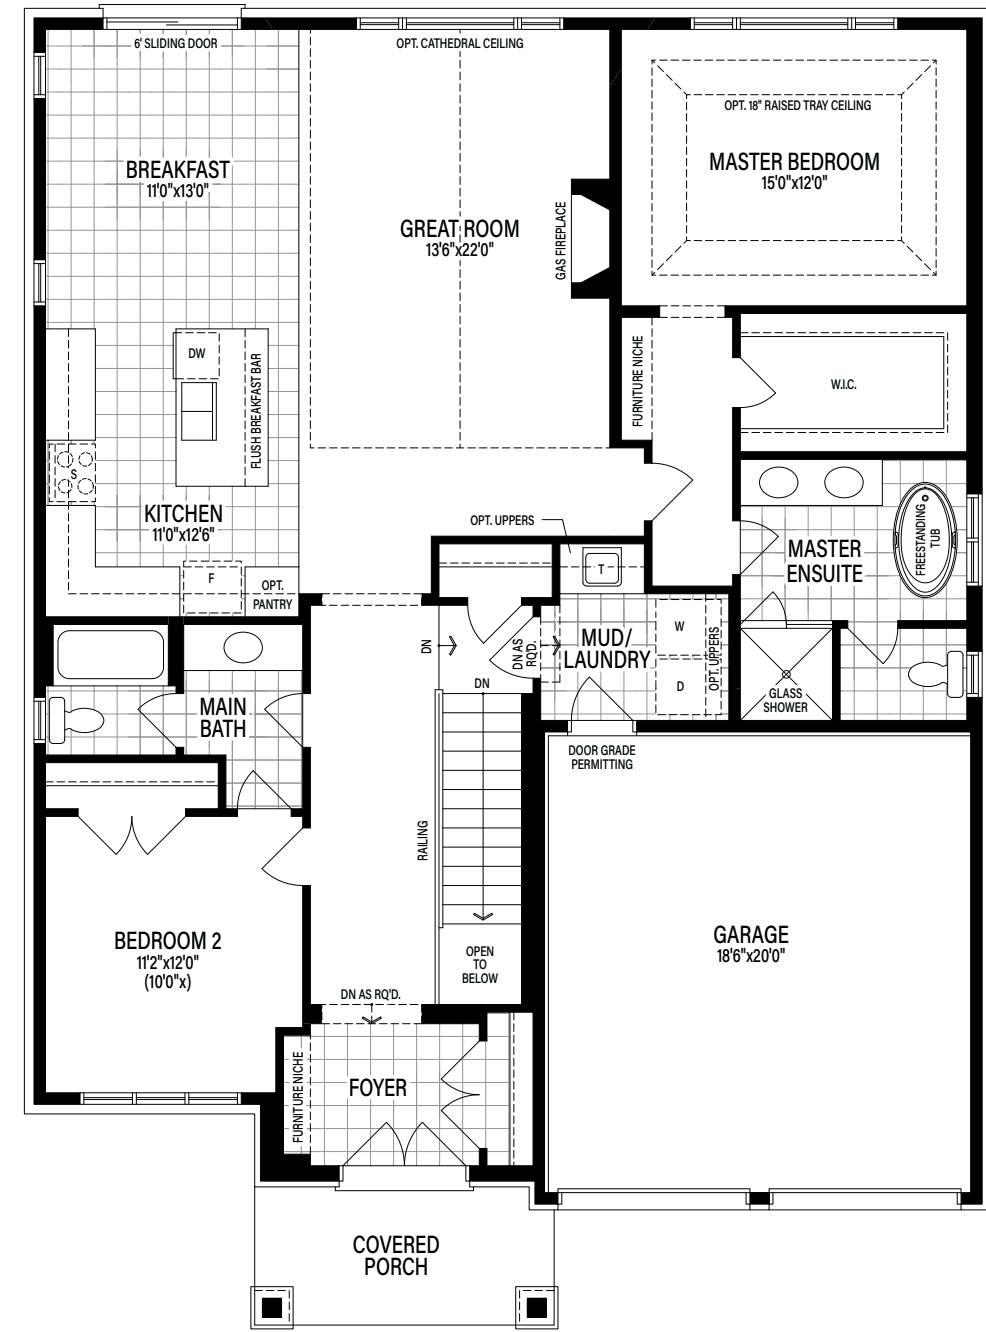 6' SLIDING DOOR
OPT. CATHEDRAL CEILING
OPT. 18" RAISED TRAY CEILING
BREAKFAST
11'0"x13'0"
GREAT ROOM
13'6"x22'0"
GAS FIREPLACE
MASTER BEDROOM
15'0"x12'0"
DW
FLUSH BREAKFAST BAR
S
KITCHEN
11'0"x12'6"
F
OPT.
PANTRY
FURNITURE NICHE
W.I.C.
OPT. UPPERS
T
MASTER
ENSUITE
FREESTANDING
TUB
DN
DN AS
RQ'D.
MUD/
LAUNDRY
W
D
OPT. UPPERS
GLASS
SHOWER
MAIN
BATH
DN
DOOR GRADE
PERMITTING
RAILING
BEDROOM 2
11'2"x12'0"
(10'0"x)
OPEN
TO
BELOW
GARAGE
18'6"x20'0"
DN AS RQ'D.
FURNITURE NICHE
FOYER
COVERED
PORCH